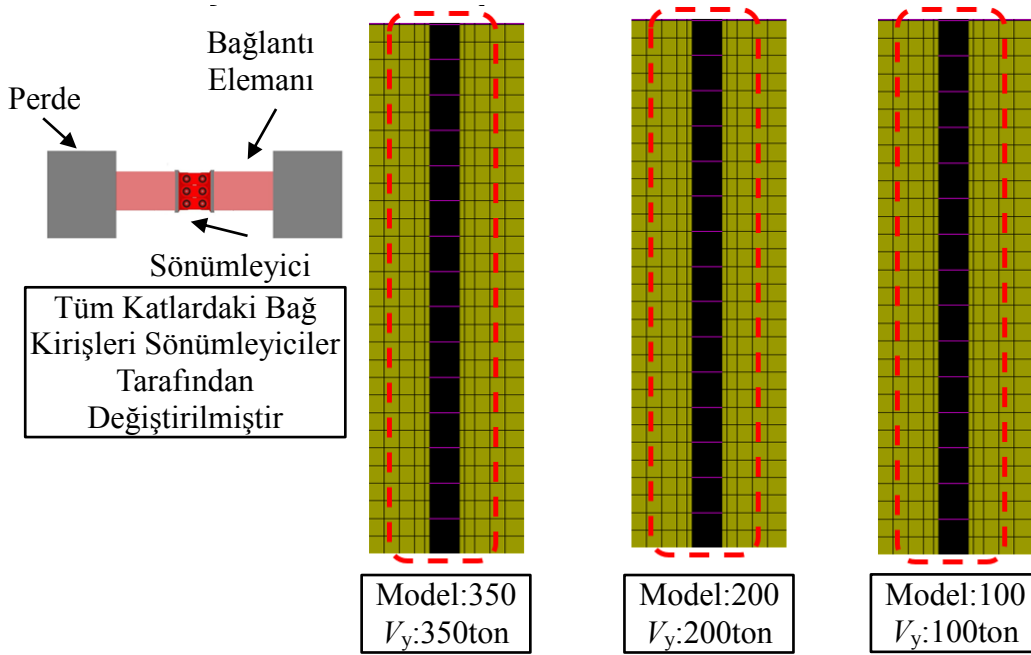 Bağlantı
Elemanı
Perde
Sönümleyici
Tüm Katlardaki Bağ
Kirişleri Sönümleyiciler
Tarafından
Değiştirilmiştir
Model:350
Vy:350ton
Model:200
Vy:200ton
Model:100
Vy:100ton